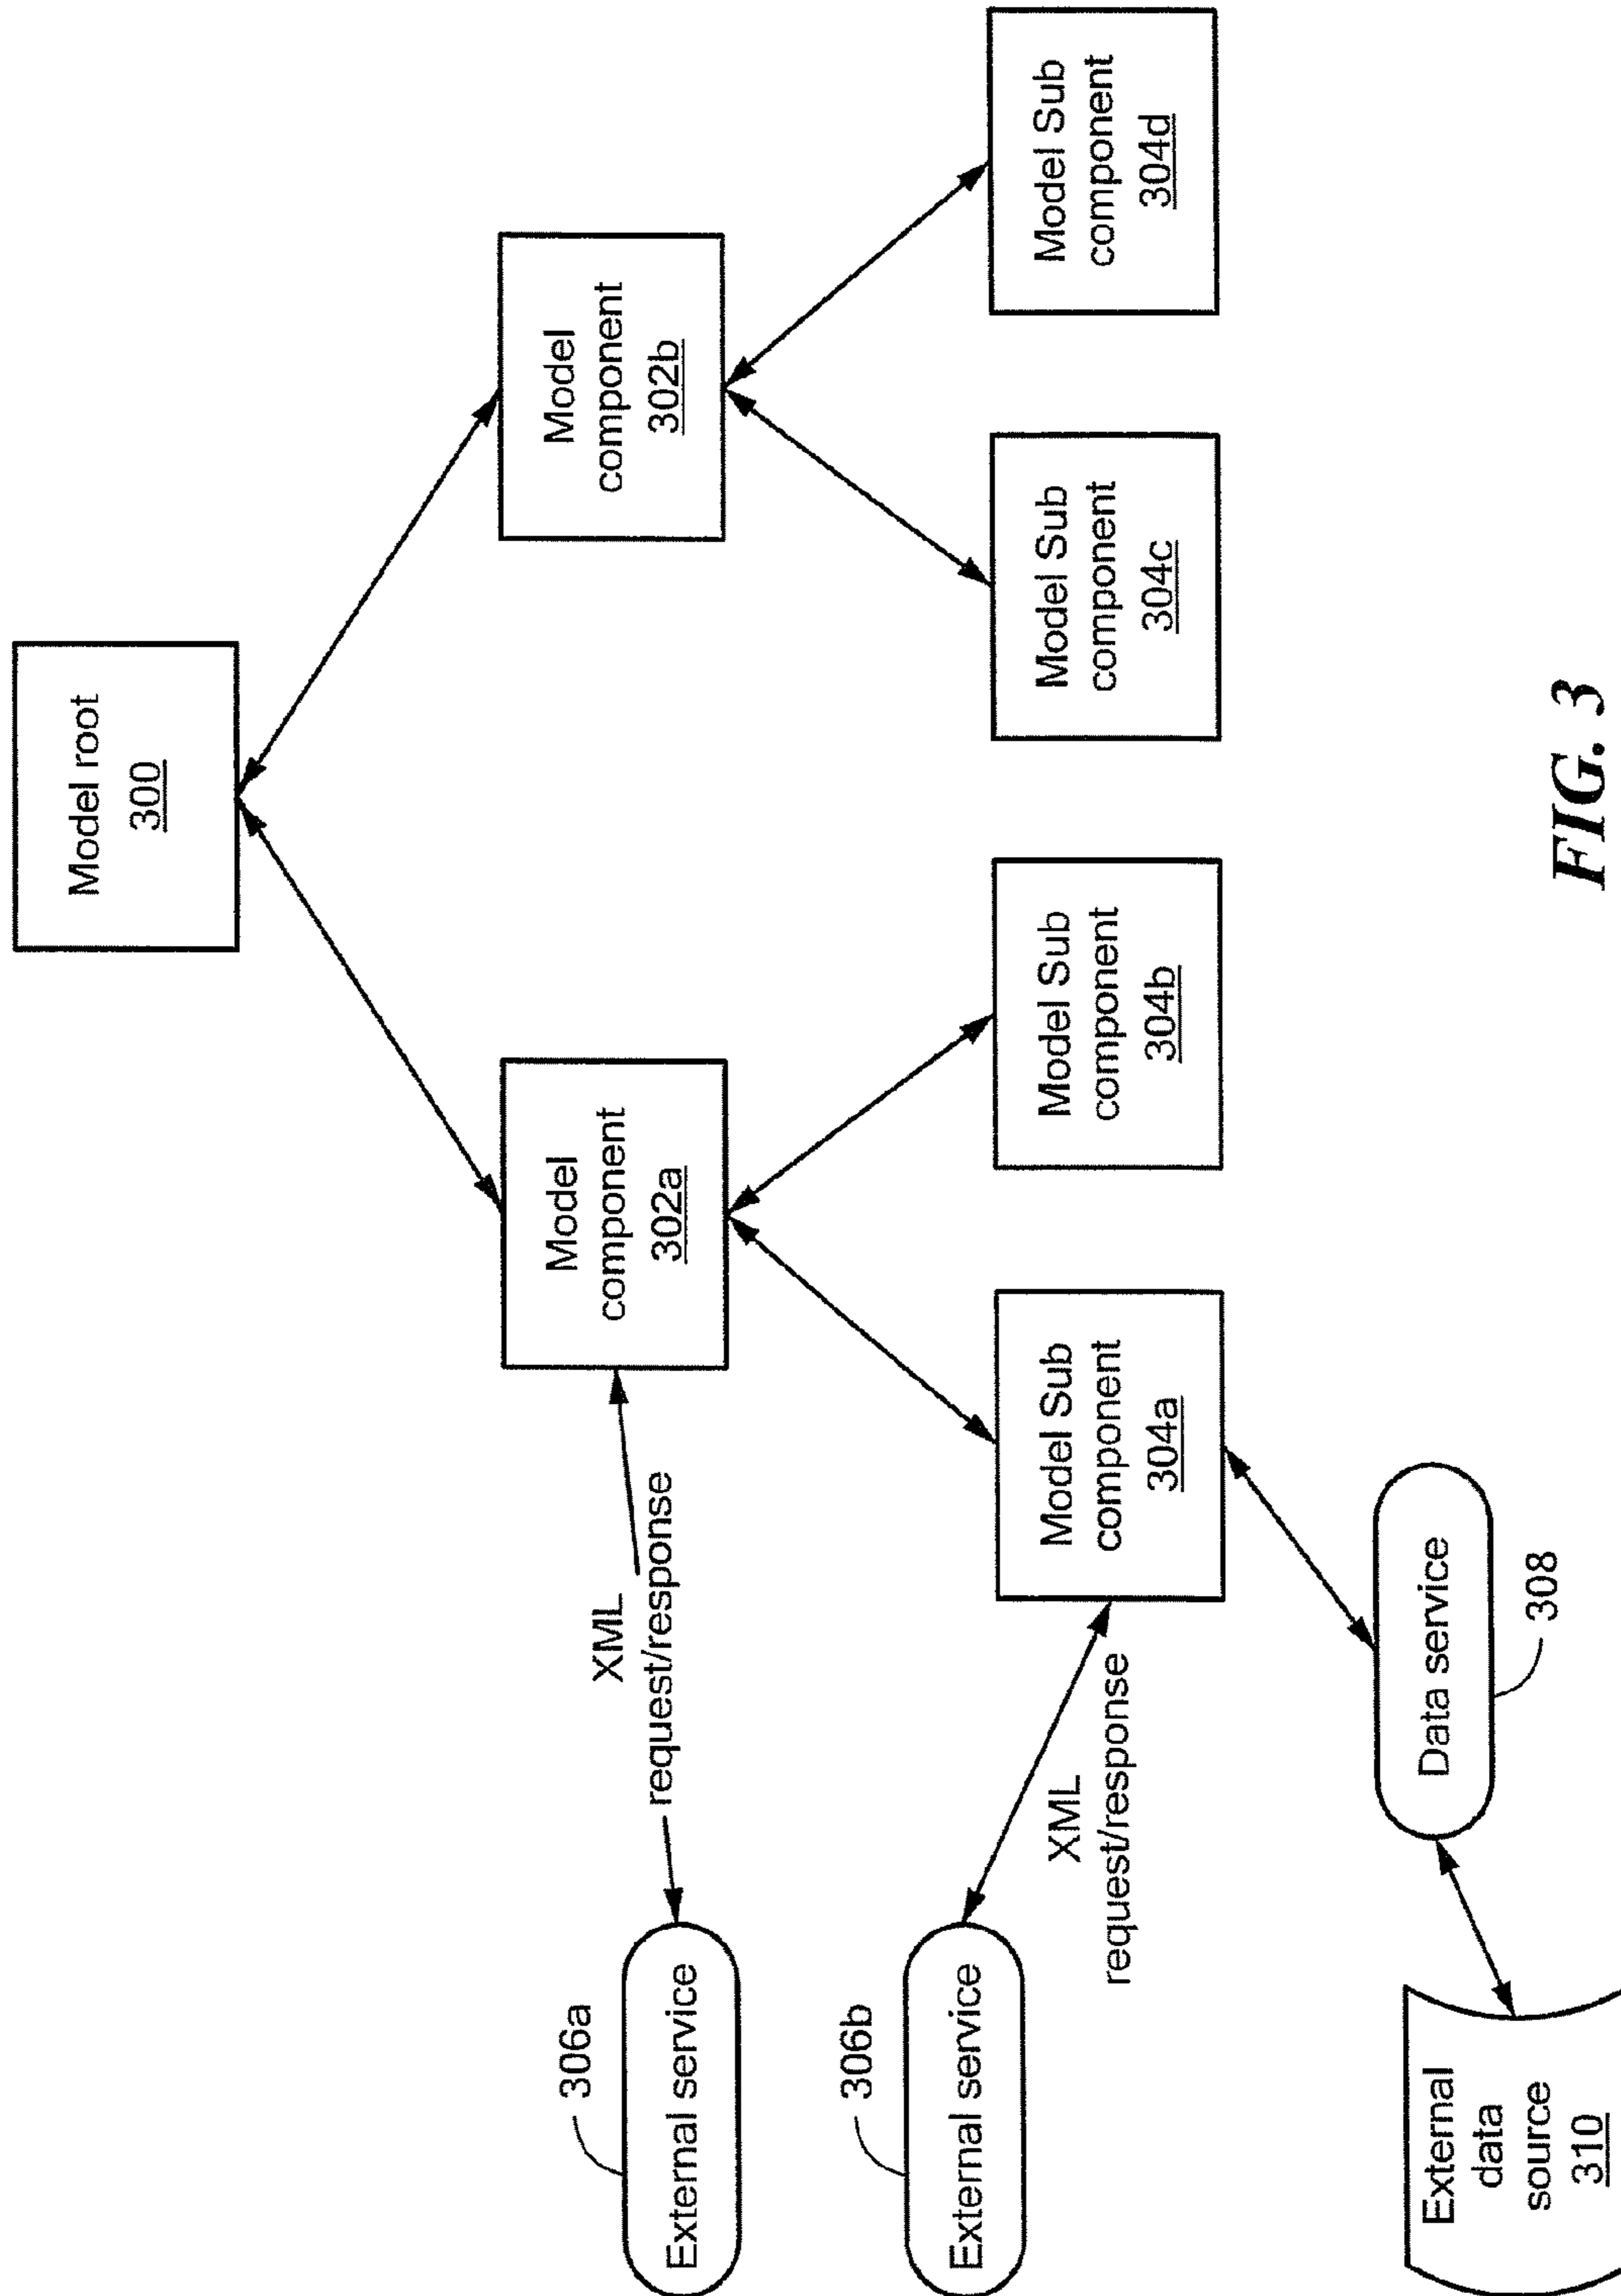 Model root
300
Model
component
302a
Model
component
302b
XML
request/response
306a
External service
Model Sub
component
304a
Model Sub
component
304b
Model Sub
component
304c
Model Sub
component
304d
306b
External service
XML
request/response
Data service
308
External
data
source
310
FIG. 3